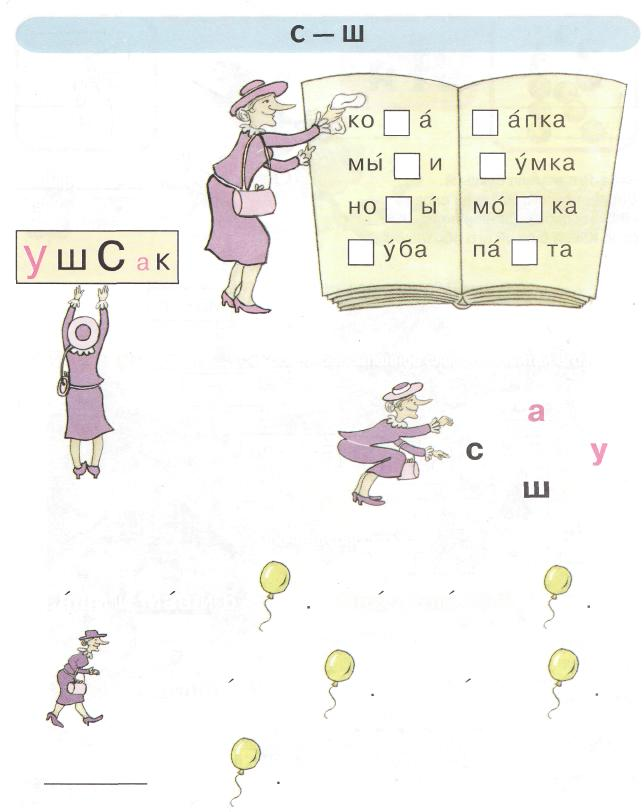 С — Ш
ко □ а́
мы́ □ и
но □ ы́
□ у́ба
□ а́пка
□ у́мка
мо́ □ ка
па́ □ та
у ш С а к
а
с у
ш